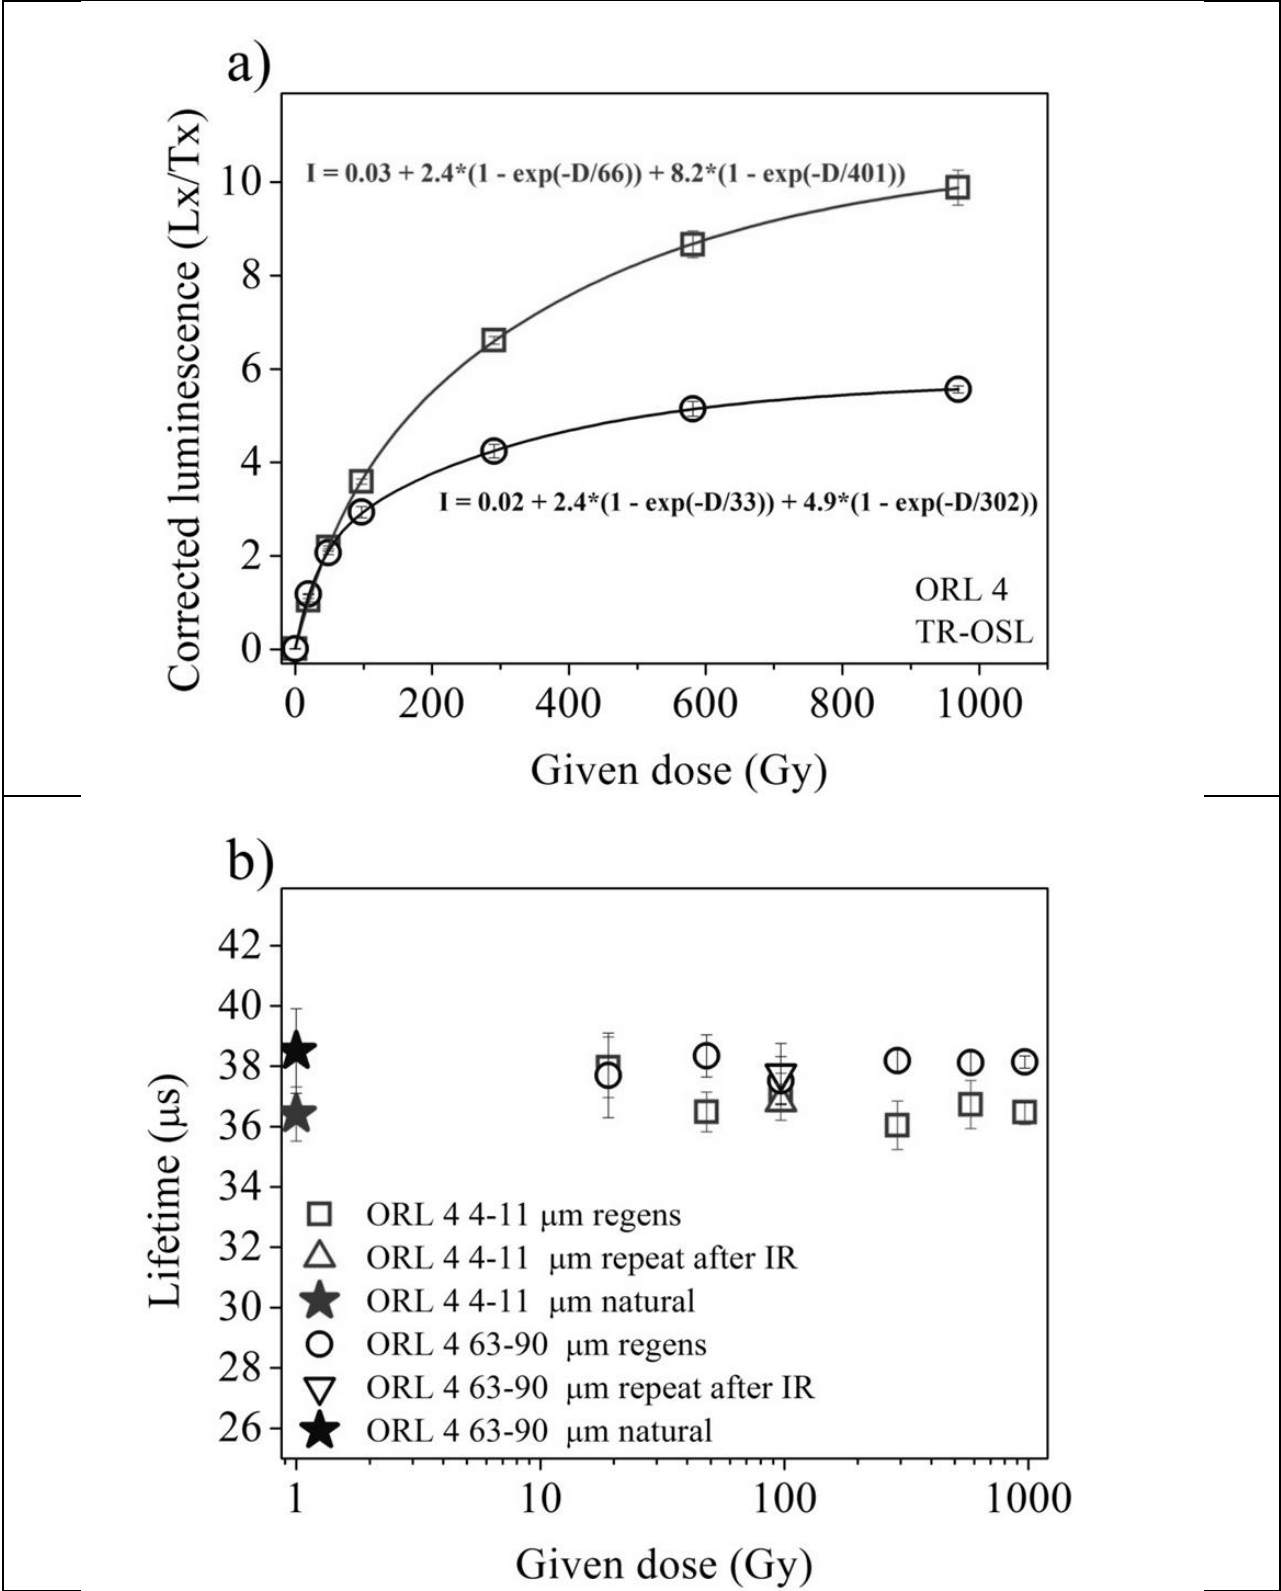 a)
Corrected luminescence (Lx/Tx)
10
8
6
4
2
0
I = 0.03 + 2.4*(1 - exp(-D/66)) + 8.2*(1 - exp(-D/401))
I = 0.02 + 2.4*(1 - exp(-D/33)) + 4.9*(1 - exp(-D/302))
ORL 4
TR-OSL
0 200 400 600 800 1000
Given dose (Gy)
b)
Lifetime (μs)
42
40
38
36
34
32
30
28
26
ORL 4 4-11 μm regens
ORL 4 4-11 μm repeat after IR
ORL 4 4-11 μm natural
ORL 4 63-90 μm regens
ORL 4 63-90 μm repeat after IR
ORL 4 63-90 μm natural
1 10 100 1000
Given dose (Gy)